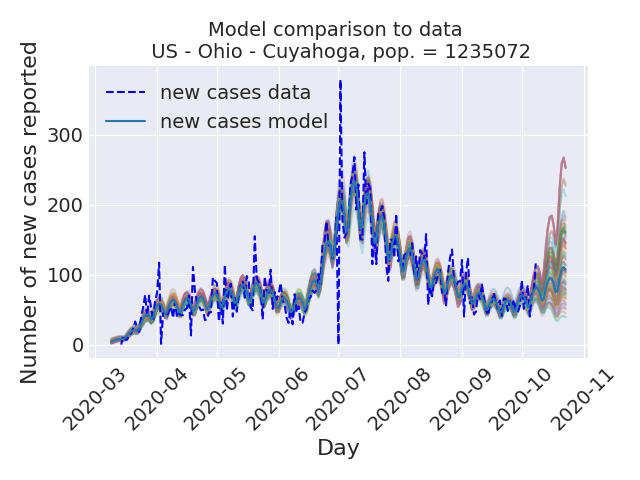 Model comparison to data
US - Ohio - Cuyahoga, pop. = 1235072
Number of new cases reported
new cases data
new cases model
300
200
100
0
2020-03
2020-04
2020-05
2020-06
2020-07
2020-08
2020-09
2020-10
2020-11
Day